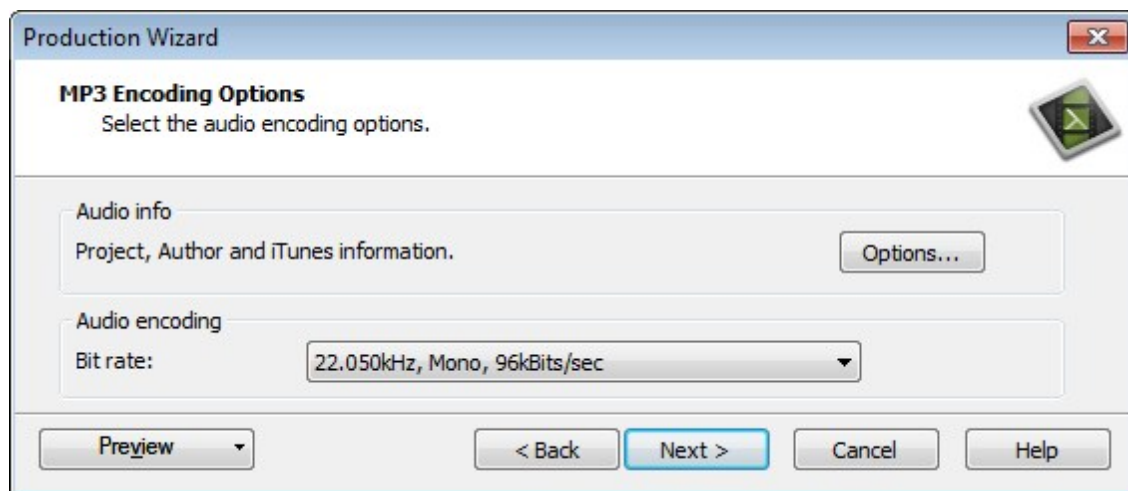 Production Wizard
MP3 Encoding Options
Select the audio encoding options.
Audio info
Project, Author and iTunes information.
Options...
Audio encoding
Bit rate:
22.050kHz, Mono, 96kBits/sec
Preview
< Back
Next >
Cancel
Help